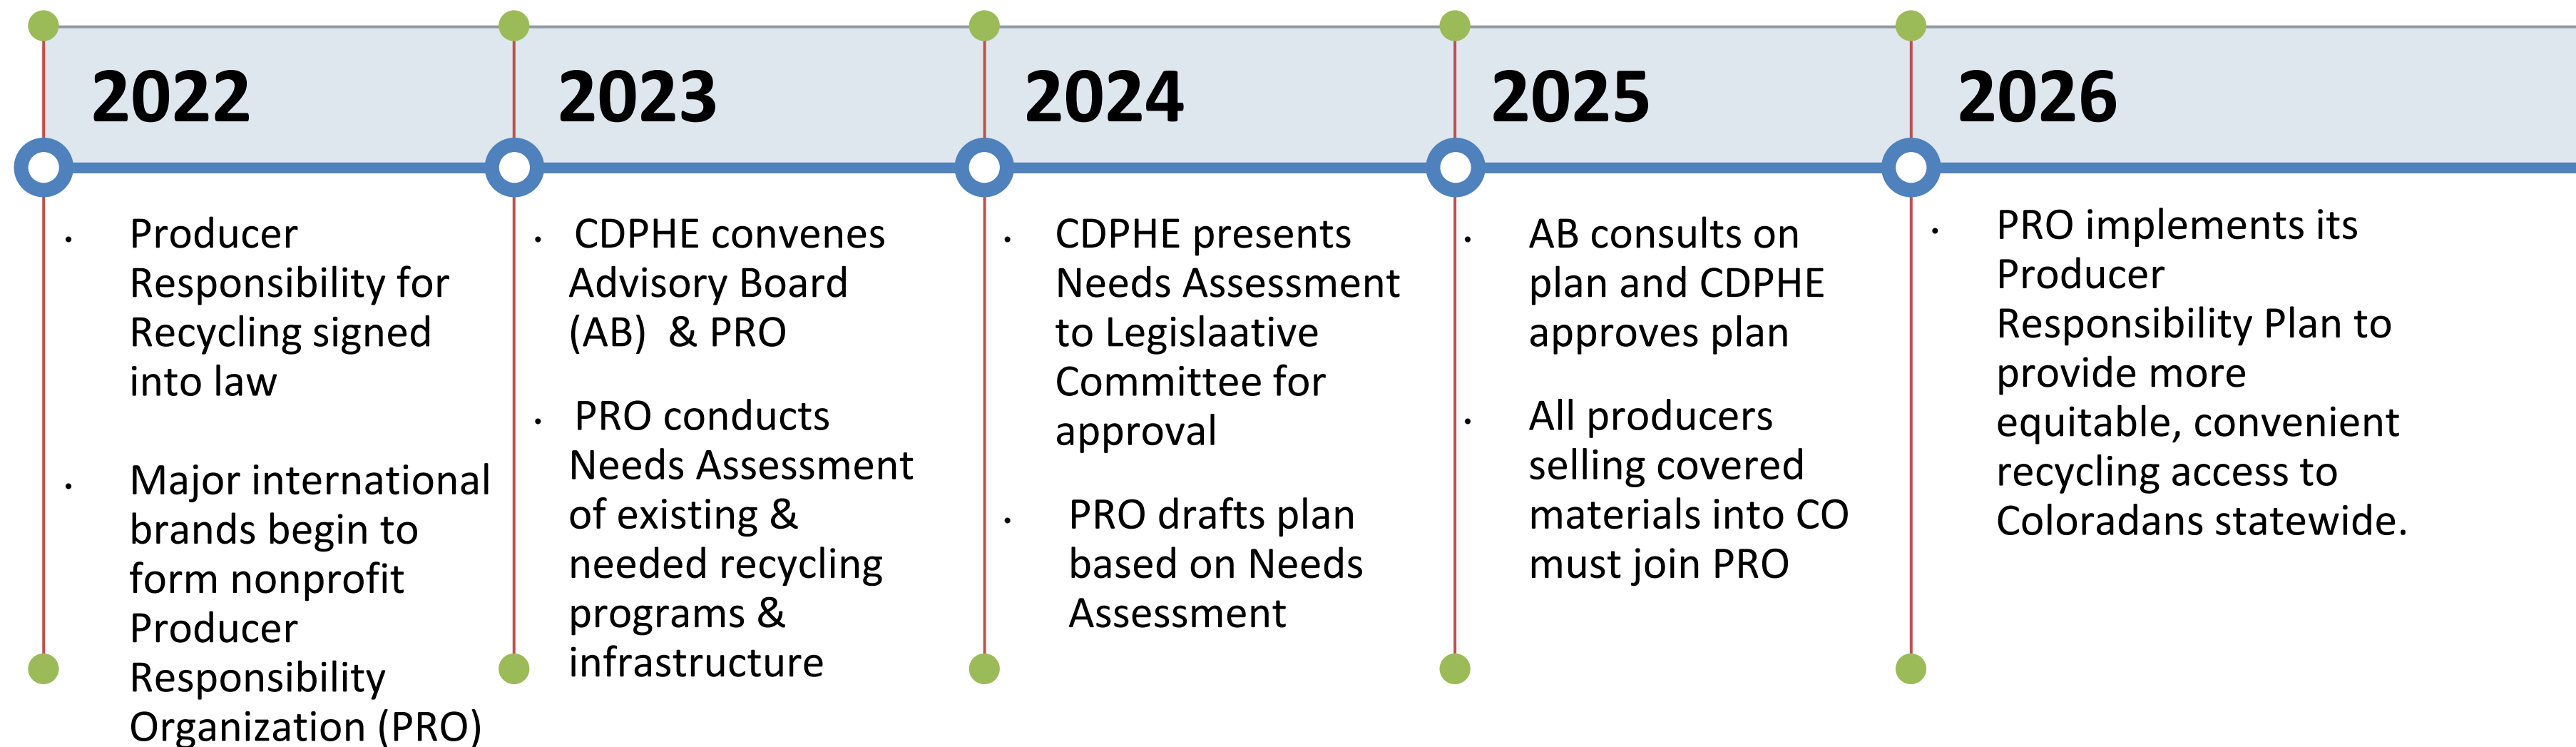 2022
Producer
Responsibility for
Recycling signed
into law
Major international
brands begin to
form nonprofit
Producer
Responsibility
Organization (PRO)
2023
CDPHE convenes
Advisory Board
(AB) & PRO
PRO conducts
Needs Assessment
of existing &
needed recycling
programs &
infrastructure
2024
CDPHE presents
Needs Assessment
to Legislaative
Committee for
approval
PRO drafts plan
based on Needs
Assessment
2025
AB consults on
plan and CDPHE
approves plan
All producers
selling covered
materials into CO
must join PRO
2026
PRO implements its
Producer
Responsibility Plan to
provide more
equitable, convenient
recycling access to
Coloradans statewide.